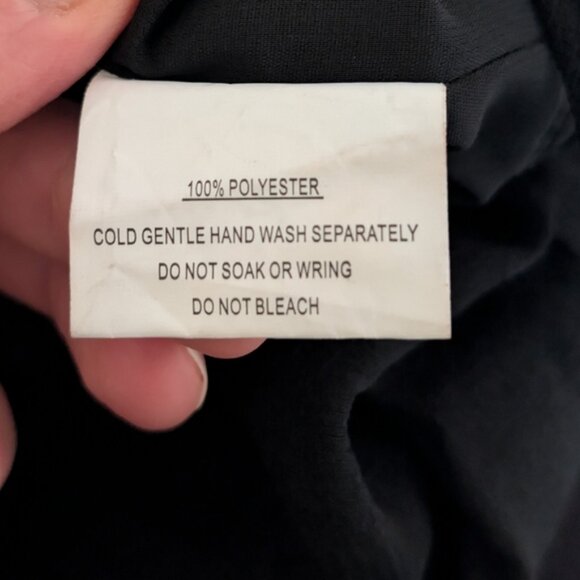 100% POLYESTER
COLD GENTLE HAND WASH SEPARATELY
DO NOT SOAK OR WRING
DO NOT BLEACH